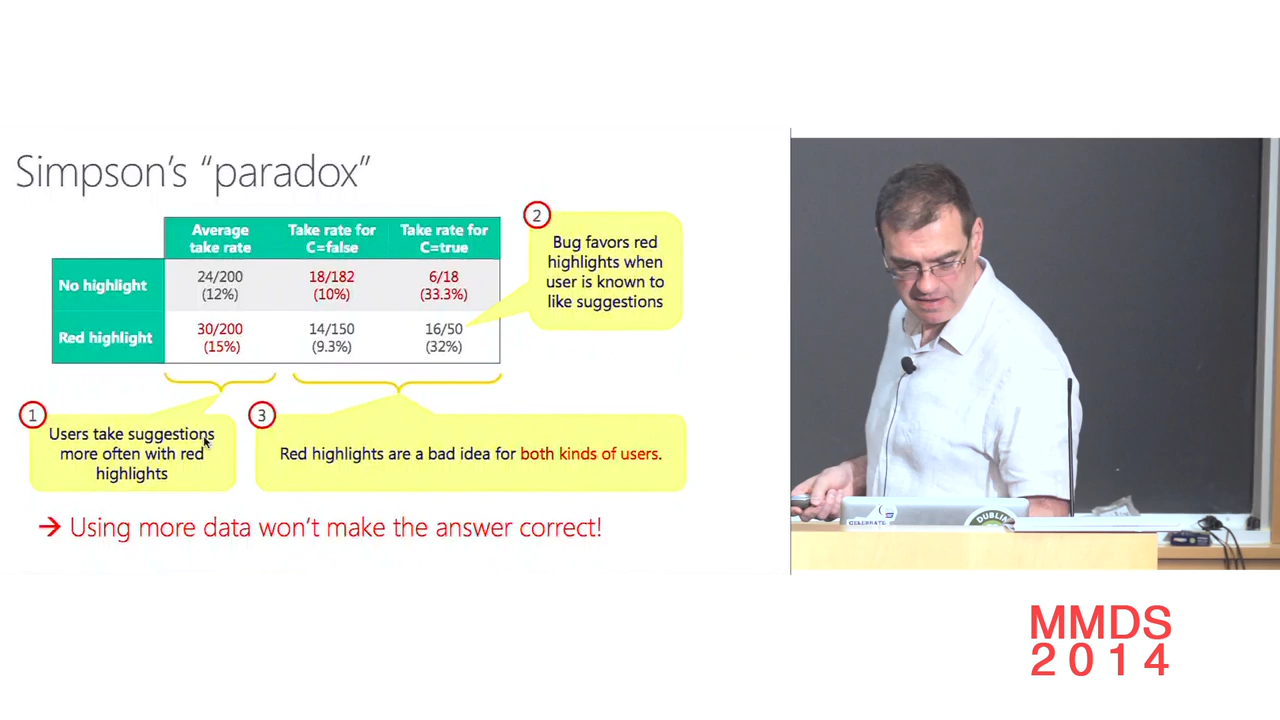 Simpson's “paradox”
Average take rate
Take rate for C=false
Take rate for C=true
No highlight
24/200 (12%)
18/182 (10%)
6/18 (33.3%)
Red highlight
30/200 (15%)
14/150 (9.3%)
16/50 (32%)
2
Bug favors red
highlights when
user is known to
like suggestions
1
Users take suggestions
more often with red
highlights
3
Red highlights are a bad idea for both kinds of users.
→ Using more data won't make the answer correct!
CELEBRATE
DUBLIN
MMDS
2014